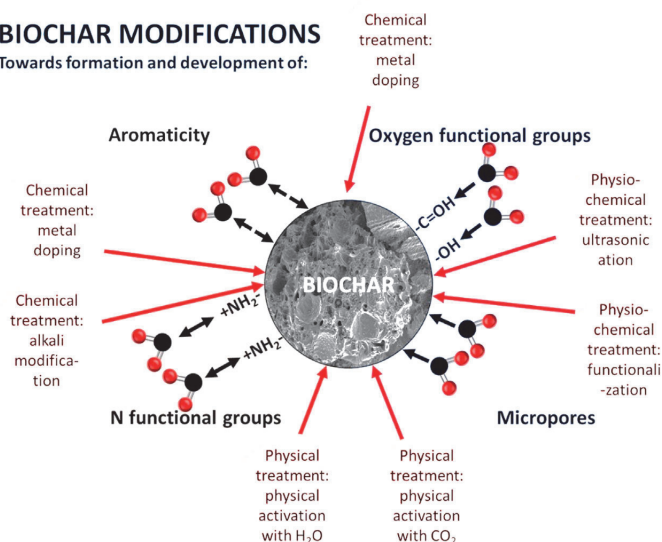 BIOCHAR MODIFICATIONS
Towards formation and development of:
Chemical
treatment:
metal
doping
Aromaticity
Oxygen functional groups
Chemical
treatment:
metal
doping
-C=OH
-OH
Physio-
chemical
treatment:
ultrasonic
ation
BIOCHAR
Chemical
treatment:
alkali
modifica-
tion
+NH₂-
+NH₂-
Physio-
chemical
treatment:
functionali
-zation
N functional groups
Micropores
Physical
treatment:
physical
activation
with H₂O
Physical
treatment:
physical
activation
with CO₂